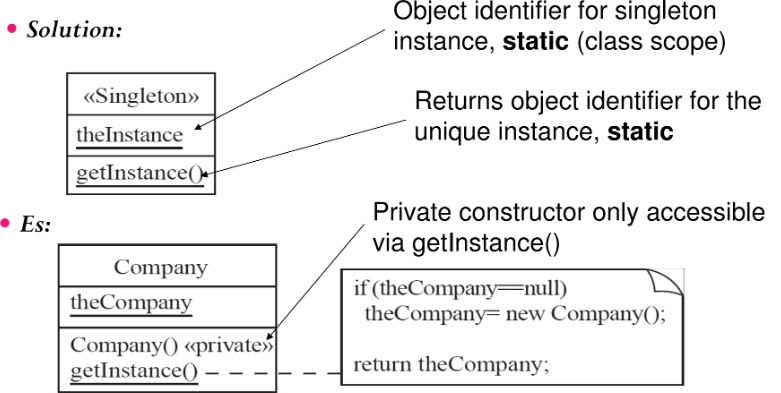 Object identifier for singleton
instance, static (class scope)
• Solution:
«Singleton»
theInstance
getInstance()
Returns object identifier for the
unique instance, static
• Es:
Private constructor only accessible
via getInstance()
Company
theCompany
Company() «private»
getInstance()
if (theCompany==null)
theCompany= new Company();
return theCompany;